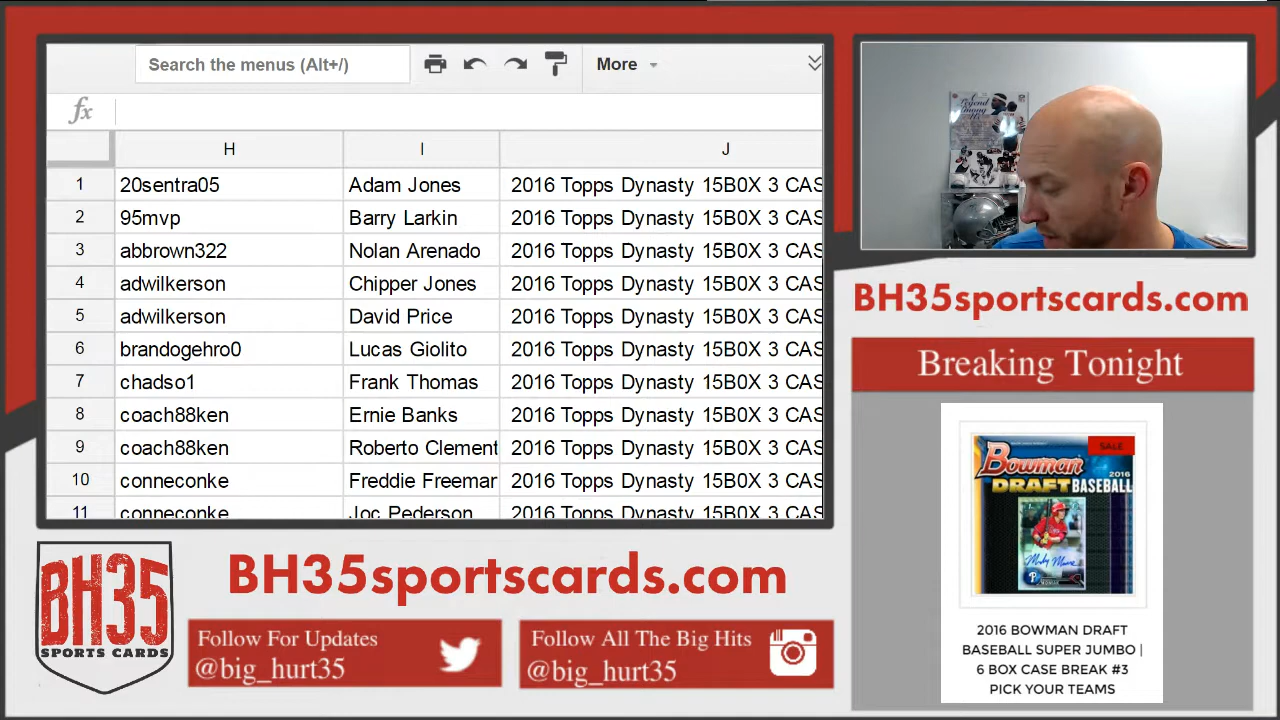 Search the menus (Alt+/)
More
fx
H I J
1 20sentra05 Adam Jones 2016 Topps Dynasty 15B0X 3 CAS
2 95mvp Barry Larkin 2016 Topps Dynasty 15B0X 3 CAS
3 abbrown322 Nolan Arenado 2016 Topps Dynasty 15B0X 3 CAS
4 adwilkerson Chipper Jones 2016 Topps Dynasty 15B0X 3 CAS
5 adwilkerson David Price 2016 Topps Dynasty 15B0X 3 CAS
6 brandogehro0 Lucas Giolito 2016 Topps Dynasty 15B0X 3 CAS
7 chadso1 Frank Thomas 2016 Topps Dynasty 15B0X 3 CAS
8 coach88ken Ernie Banks 2016 Topps Dynasty 15B0X 3 CAS
9 coach88ken Roberto Clement 2016 Topps Dynasty 15B0X 3 CAS
10 conneconke Freddie Freemar 2016 Topps Dynasty 15B0X 3 CAS
11 conneconke Joc Pederson 2016 Topps Dynasty 15B0X 3 CAS
BH35sportscards.com
Breaking Tonight
SALE
Bowman
2016
DRAFT BASEBALL
2016 BOWMAN DRAFT
BASEBALL SUPER JUMBO |
6 BOX CASE BREAK #3
PICK YOUR TEAMS
BH35
SPORTS CARDS
BH35sportscards.com
Follow For Updates
@big_hurt35
Follow All The Big Hits
@big_hurt35